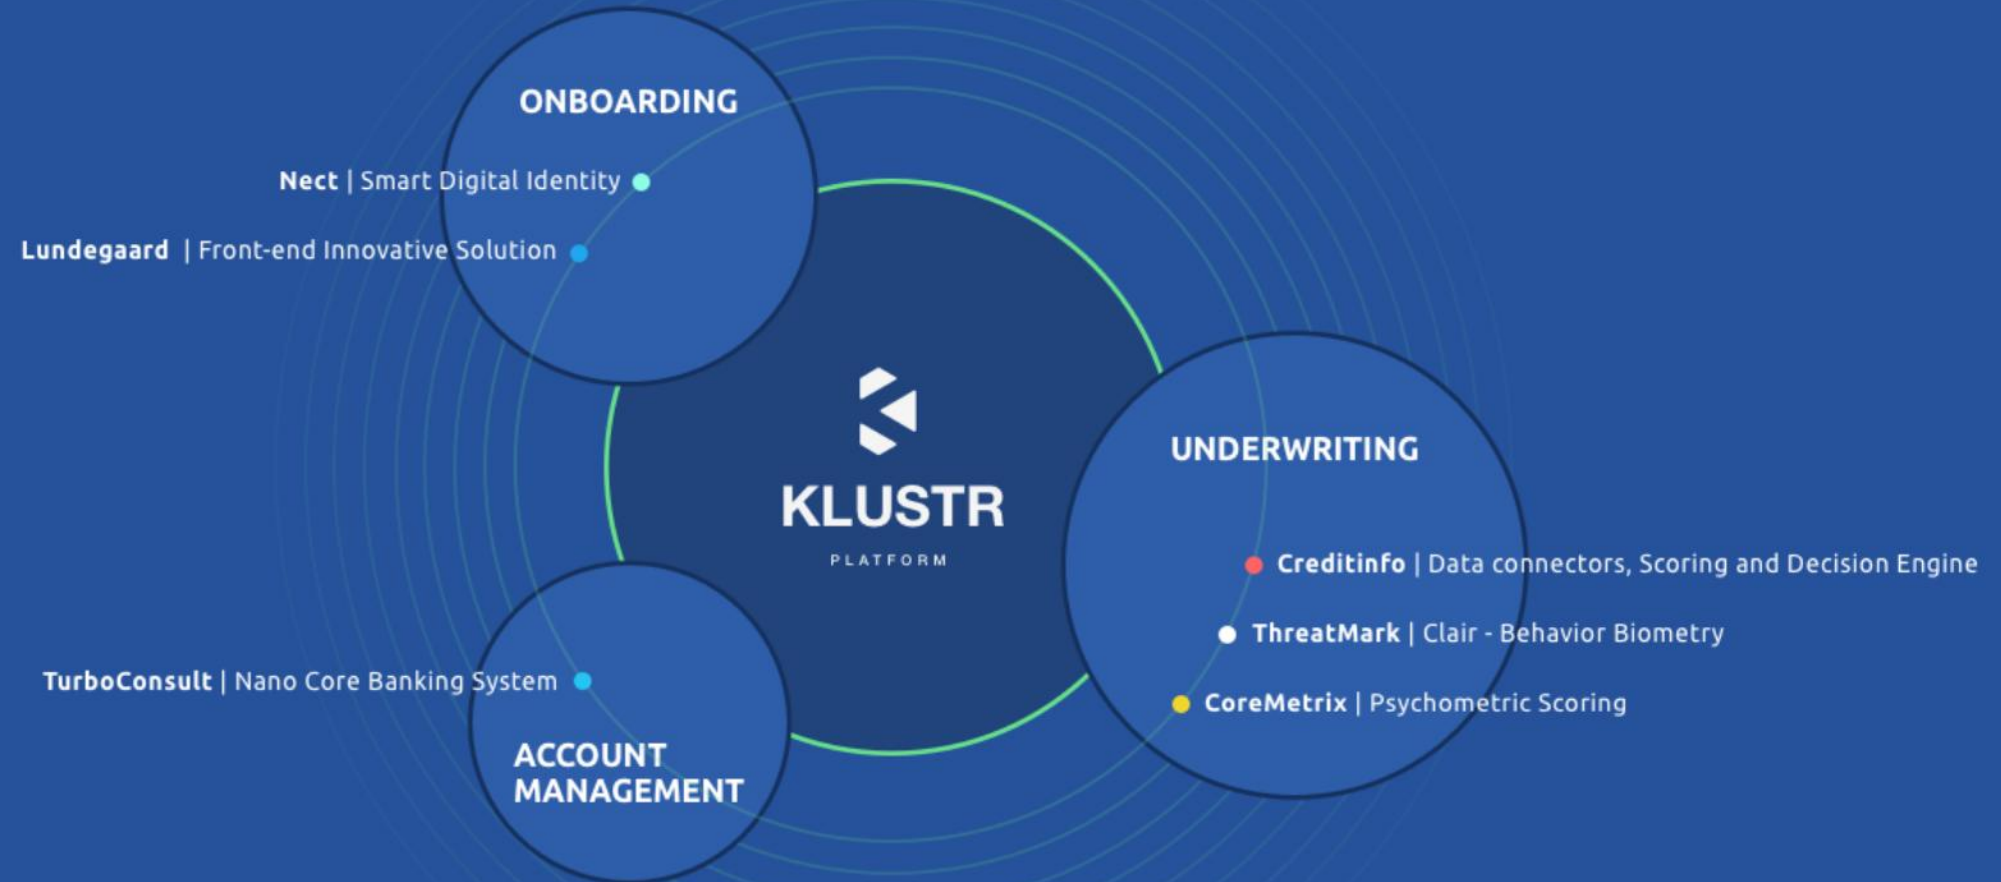 ONBOARDING
Nect | Smart Digital Identity
Lundegaard | Front-end Innovative Solution
KLUSTR
PLATFORM
UNDERWRITING
Creditinfo | Data connectors, Scoring and Decision Engine
ThreatMark | Clair - Behavior Biometry
CoreMetrix | Psychometric Scoring
TurboConsult | Nano Core Banking System
ACCOUNT
MANAGEMENT